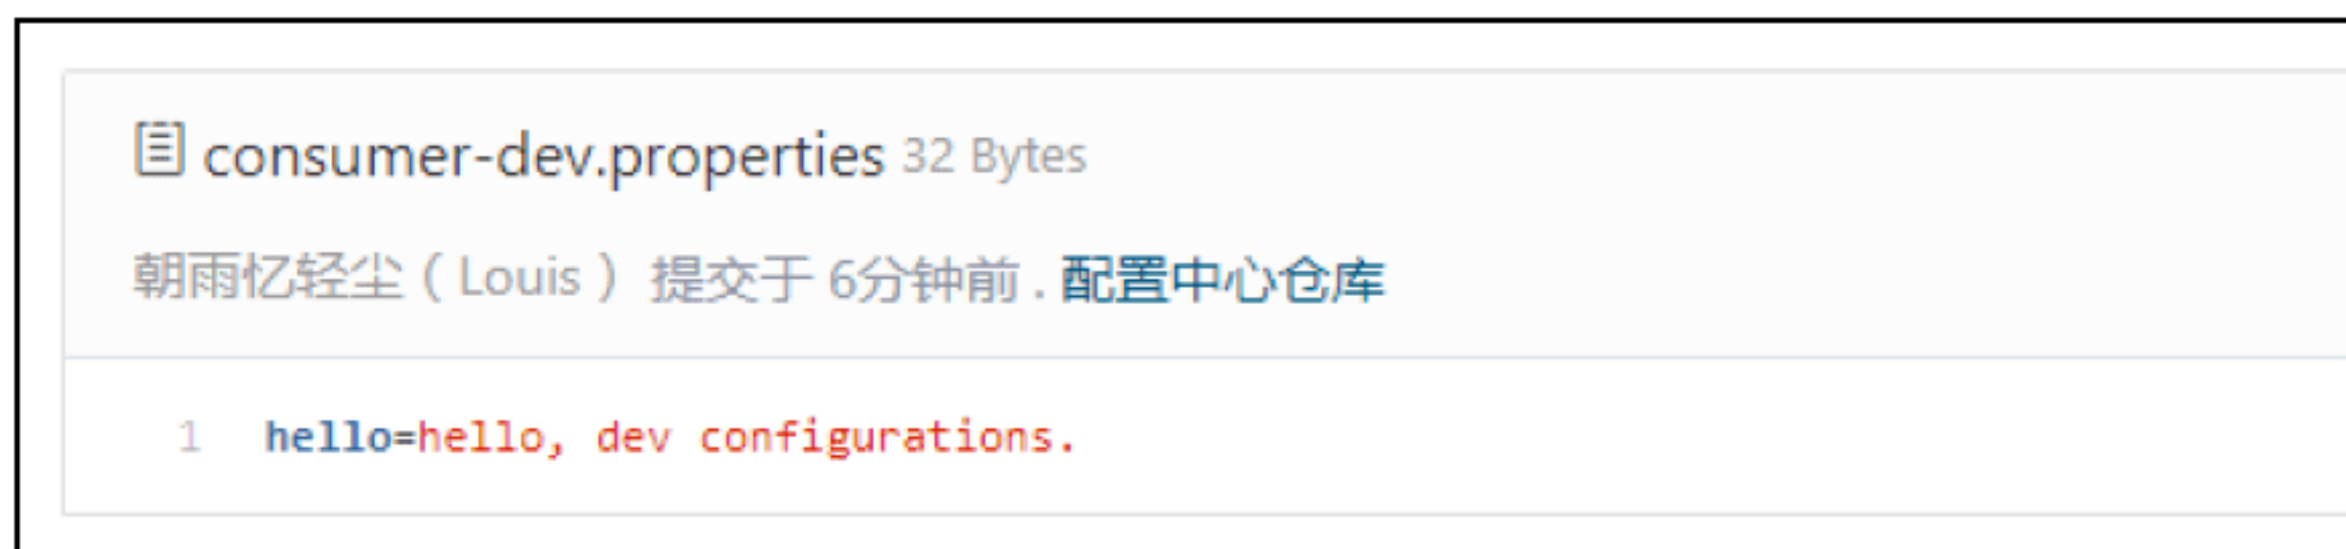 consumer-dev.properties 32 Bytes
朝雨忆轻尘（Louis）提交于 6分钟前 . 配置中心仓库
1 hello=hello, dev configurations.